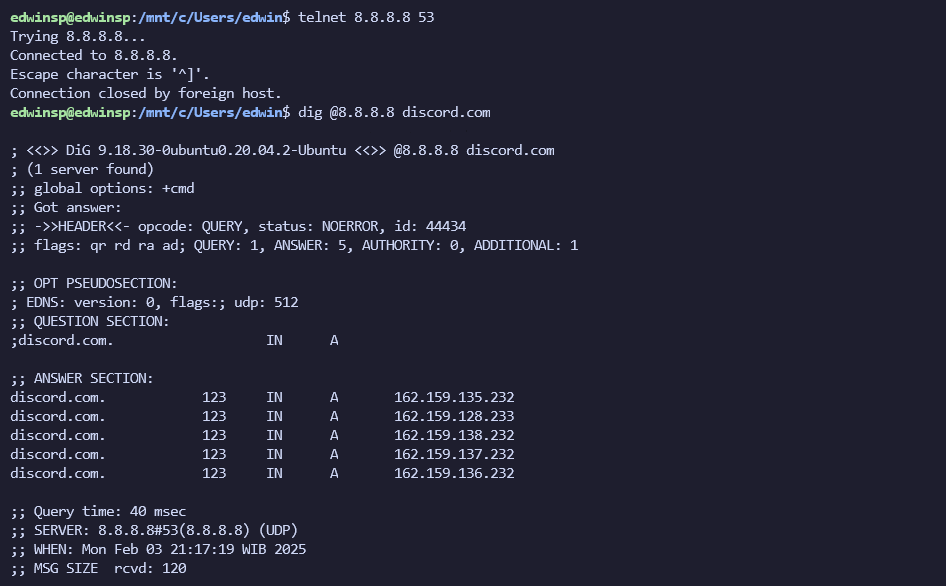 edwinsp@edwinsp:/mnt/c/Users/edwin$ telnet 8.8.8.8 53
Trying 8.8.8.8...
Connected to 8.8.8.8.
Escape character is '^]'.
Connection closed by foreign host.
edwinsp@edwinsp:/mnt/c/Users/edwin$ dig @8.8.8.8 discord.com

; <<>> DiG 9.18.30-0ubuntu0.20.04.2-Ubuntu <<>> @8.8.8.8 discord.com
; (1 server found)
;; global options: +cmd
;; Got answer:
;; ->>HEADER<<- opcode: QUERY, status: NOERROR, id: 44434
;; flags: qr rd ra ad; QUERY: 1, ANSWER: 5, AUTHORITY: 0, ADDITIONAL: 1

;; OPT PSEUDOSECTION:
; EDNS: version: 0, flags:; udp: 512
;; QUESTION SECTION:
;discord.com.                   IN      A

;; ANSWER SECTION:
discord.com.            123     IN      A       162.159.135.232
discord.com.            123     IN      A       162.159.128.233
discord.com.            123     IN      A       162.159.138.232
discord.com.            123     IN      A       162.159.137.232
discord.com.            123     IN      A       162.159.136.232

;; Query time: 40 msec
;; SERVER: 8.8.8.8#53(8.8.8.8) (UDP)
;; WHEN: Mon Feb 03 21:17:19 WIB 2025
;; MSG SIZE  rcvd: 120